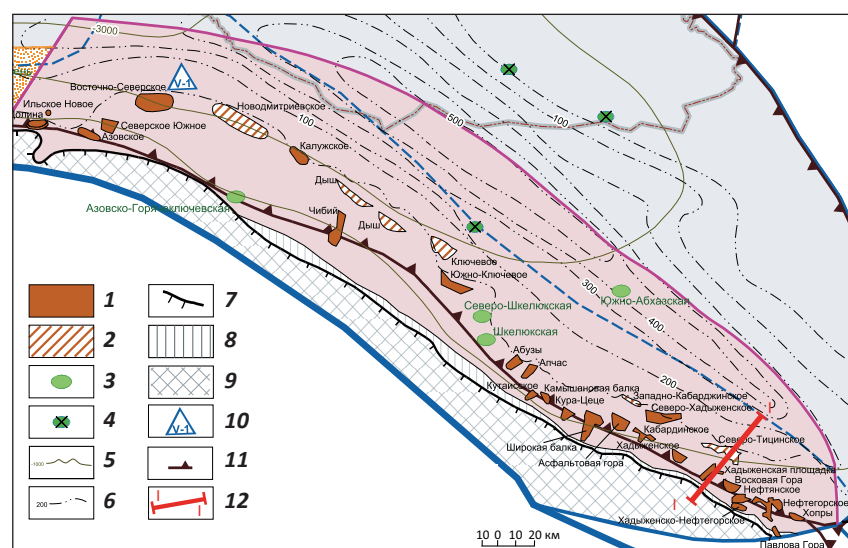 -3000
Восточно-Северское
V-1
Ильское Новое
Новодмитриевское
500
100
Северское Южное
100
Азовское
Калужское
Дыш
Азовско-Горячеключевская
Чибий
Дыш
Ключевое
Южно-Ключевое
300
Южно-Абхазская
Северо-Шкелюкская
400
Шкелюкская
Абузы
Апчас
200
Кутаисское
Камышановая балка
Западно-Кабарджинское
Кура-Цеце
Северо-Хадыженское
I
Кабардинское
Широкая балка
Хадыженское
Северо-Тицинское
Асфальтовая гора
Хадыженская площадка
Восковая Гора
Нефтянское
I
Нефтегорское
Хопры
Хадыженско-Нефтегорское
Павлова Гора
1
7
2
8
3
9
4
V-1
10
-1000
5
11
200
6
I
I
12
10 0 10 20 км